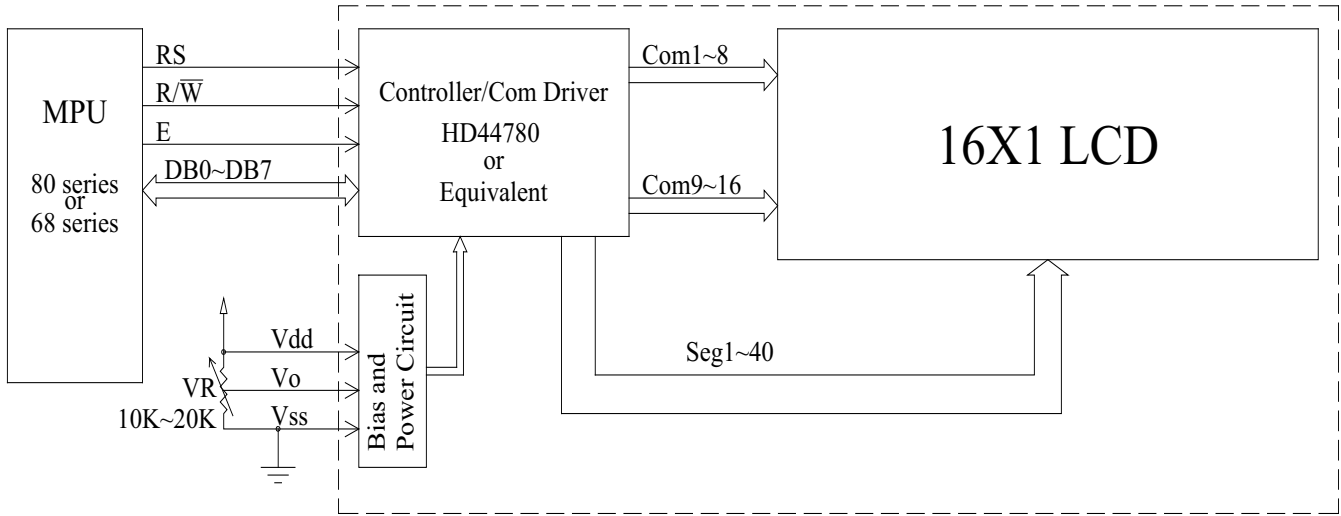 MPU
80 series
or
68 series
RS
R/W̅
E
DB0~DB7
Controller/Com Driver
HD44780
or
Equivalent
Com1~8
Com9~16
16X1 LCD
Vdd
Vo
Vss
VR
10K~20K
Bias and
Power Circuit
Seg1~40